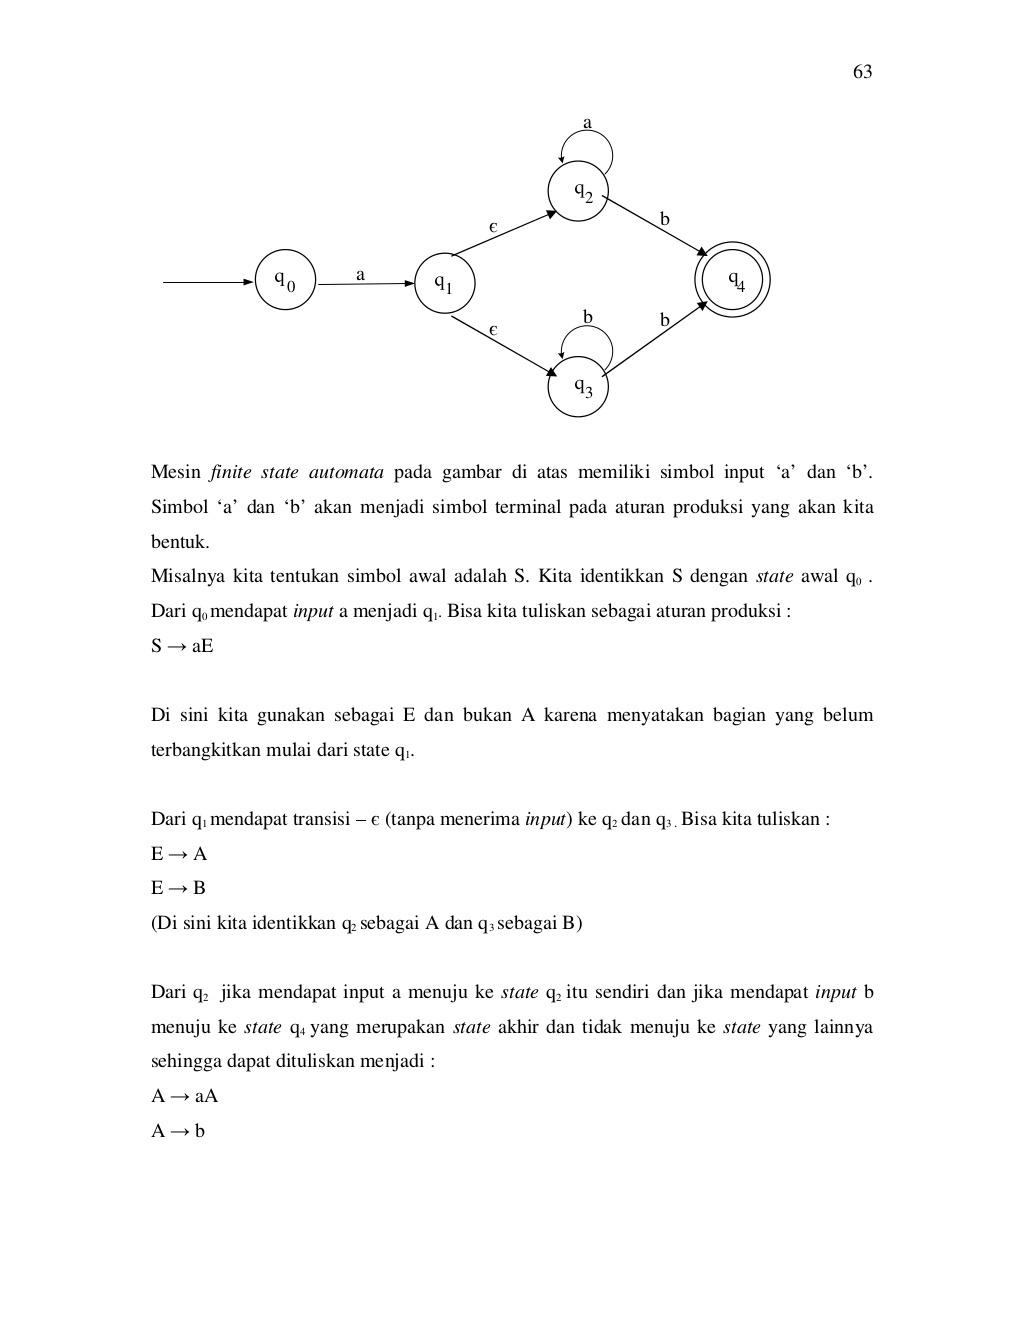 63
a
q2
ϵ
b
q0
a
q1
q4
ϵ
b
b
q3
Mesin finite state automata pada gambar di atas memiliki simbol input ‘a’ dan ‘b’.
Simbol ‘a’ dan ‘b’ akan menjadi simbol terminal pada aturan produksi yang akan kita
bentuk.
Misalnya kita tentukan simbol awal adalah S. Kita identikkan S dengan state awal q0 .
Dari q0 mendapat input a menjadi q1. Bisa kita tuliskan sebagai aturan produksi :
S → aE
Di sini kita gunakan sebagai E dan bukan A karena menyatakan bagian yang belum
terbangkitkan mulai dari state q1.
Dari q1 mendapat transisi – ϵ (tanpa menerima input) ke q2 dan q3 . Bisa kita tuliskan :
E → A
E → B
(Di sini kita identikkan q2 sebagai A dan q3 sebagai B)
Dari q2 jika mendapat input a menuju ke state q2 itu sendiri dan jika mendapat input b
menuju ke state q4 yang merupakan state akhir dan tidak menuju ke state yang lainnya
sehingga dapat dituliskan menjadi :
A → aA
A → b